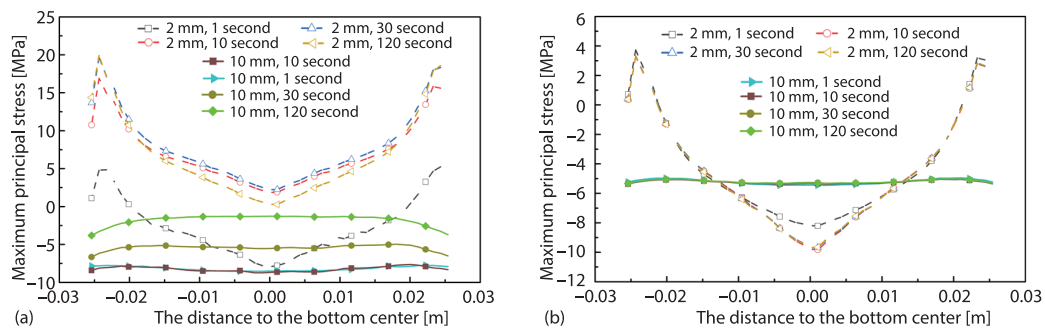 Maximum principal stress [MPa]
25
20
15
10
5
0
−5
10
−0.03
−0.02
−0.01
0.00
0.01
0.02
0.03
2 mm, 1 second
2 mm, 30 second
2 mm, 10 second
2 mm, 120 second
10 mm, 10 second
10 mm, 1 second
10 mm, 30 second
10 mm, 120 second
(a)
The distance to the bottom center [m]
Maximum principal stress [MPa]
6
4
2
0
−2
−4
−6
−8
−10
12
−0.03
−0.02
−0.01
0.00
0.01
0.02
0.03
2 mm, 1 second
2 mm, 10 second
2 mm, 30 second
2 mm, 120 second
10 mm, 1 second
10 mm, 10 second
10 mm, 30 second
10 mm, 120 second
(b)
The distance to the bottom center [m]